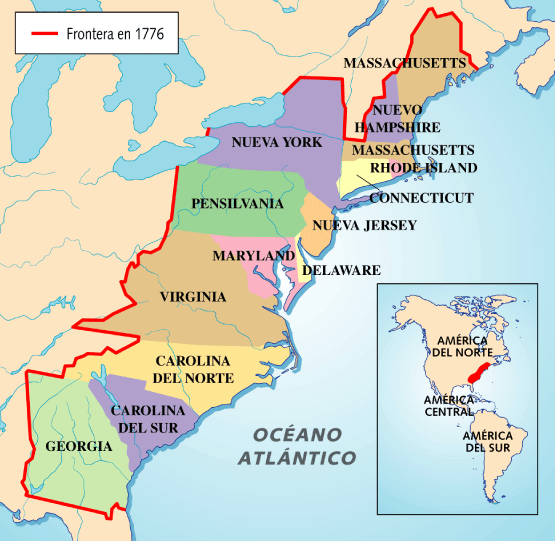 Frontera en 1776
MASSACHUSETTS
NUEVO
HAMPSHIRE
NUEVA YORK
MASSACHUSETTS
RHODE ISLAND
CONNECTICUT
PENSILVANIA
NUEVA JERSEY
MARYLAND
DELAWARE
VIRGINIA
CAROLINA
DEL NORTE
CAROLINA
DEL SUR
GEORGIA
OCÉANO
ATLÁNTICO
AMÉRICA
DEL NORTE
AMÉRICA
CENTRAL
AMÉRICA
DEL SUR